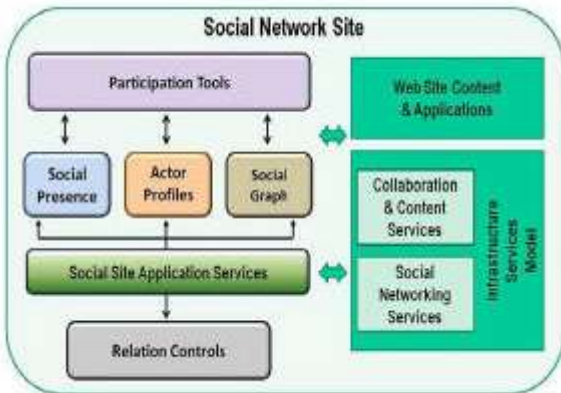 Social Network Site
Participation Tools
Web Site Content
& Applications
Social
Presence
Actor
Profiles
Social
Graph
Collaboration
& Content
Services
Social Site Application Services
Social
Networking
Services
Infrastructure
Services
Model
Relation Controls